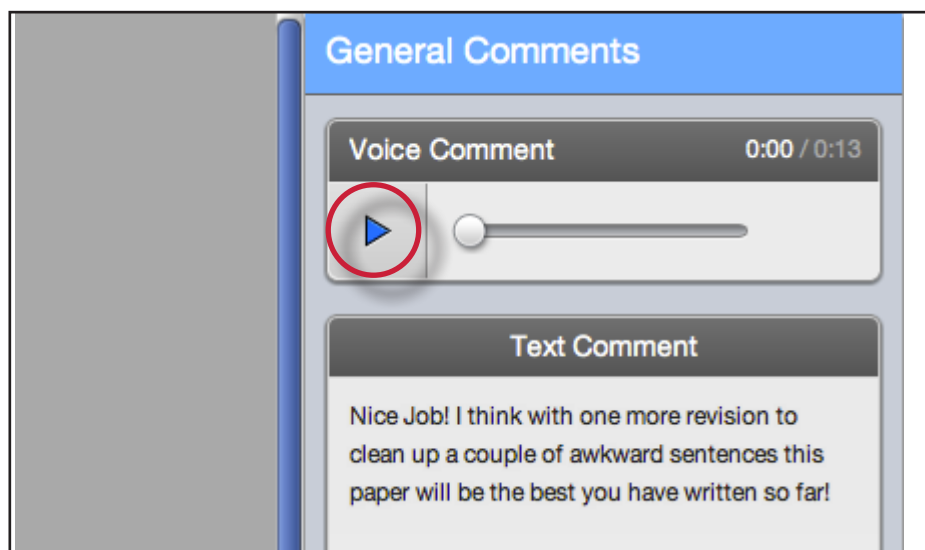 General Comments
Voice Comment 0:00 / 0:13
Text Comment
Nice Job! I think with one more revision to
clean up a couple of awkward sentences this
paper will be the best you have written so far!